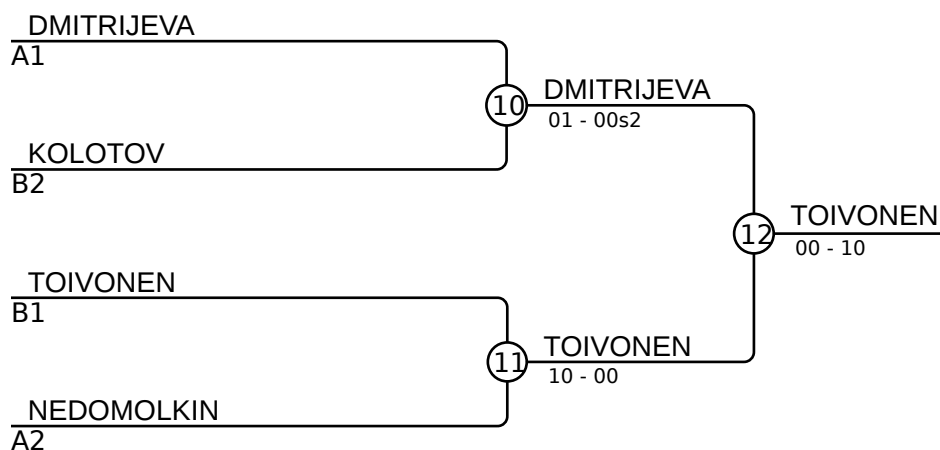 DMITRIJEVA
A1
10
DMITRIJEVA
01 - 00s2
KOLOTOV
B2
12
TOIVONEN
00 - 10
TOIVONEN
B1
11
TOIVONEN
10 - 00
NEDOMOLKIN
A2